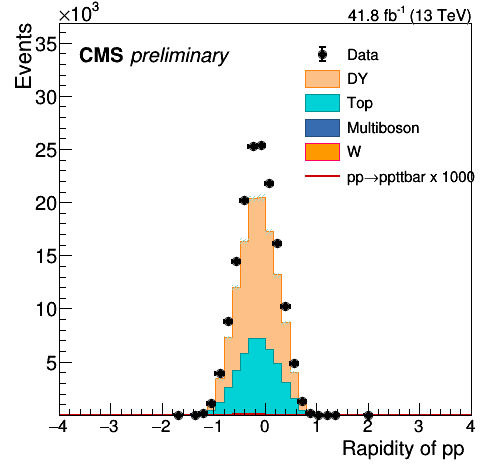 ×10³
41.8 fb⁻¹ (13 TeV)
Events
CMS preliminary
Data
DY
Top
Multiboson
W
pp→ppttbar x 1000
35
30
25
20
15
10
5
−4 −3 −2 −1 0 1 2 3 4
Rapidity of pp